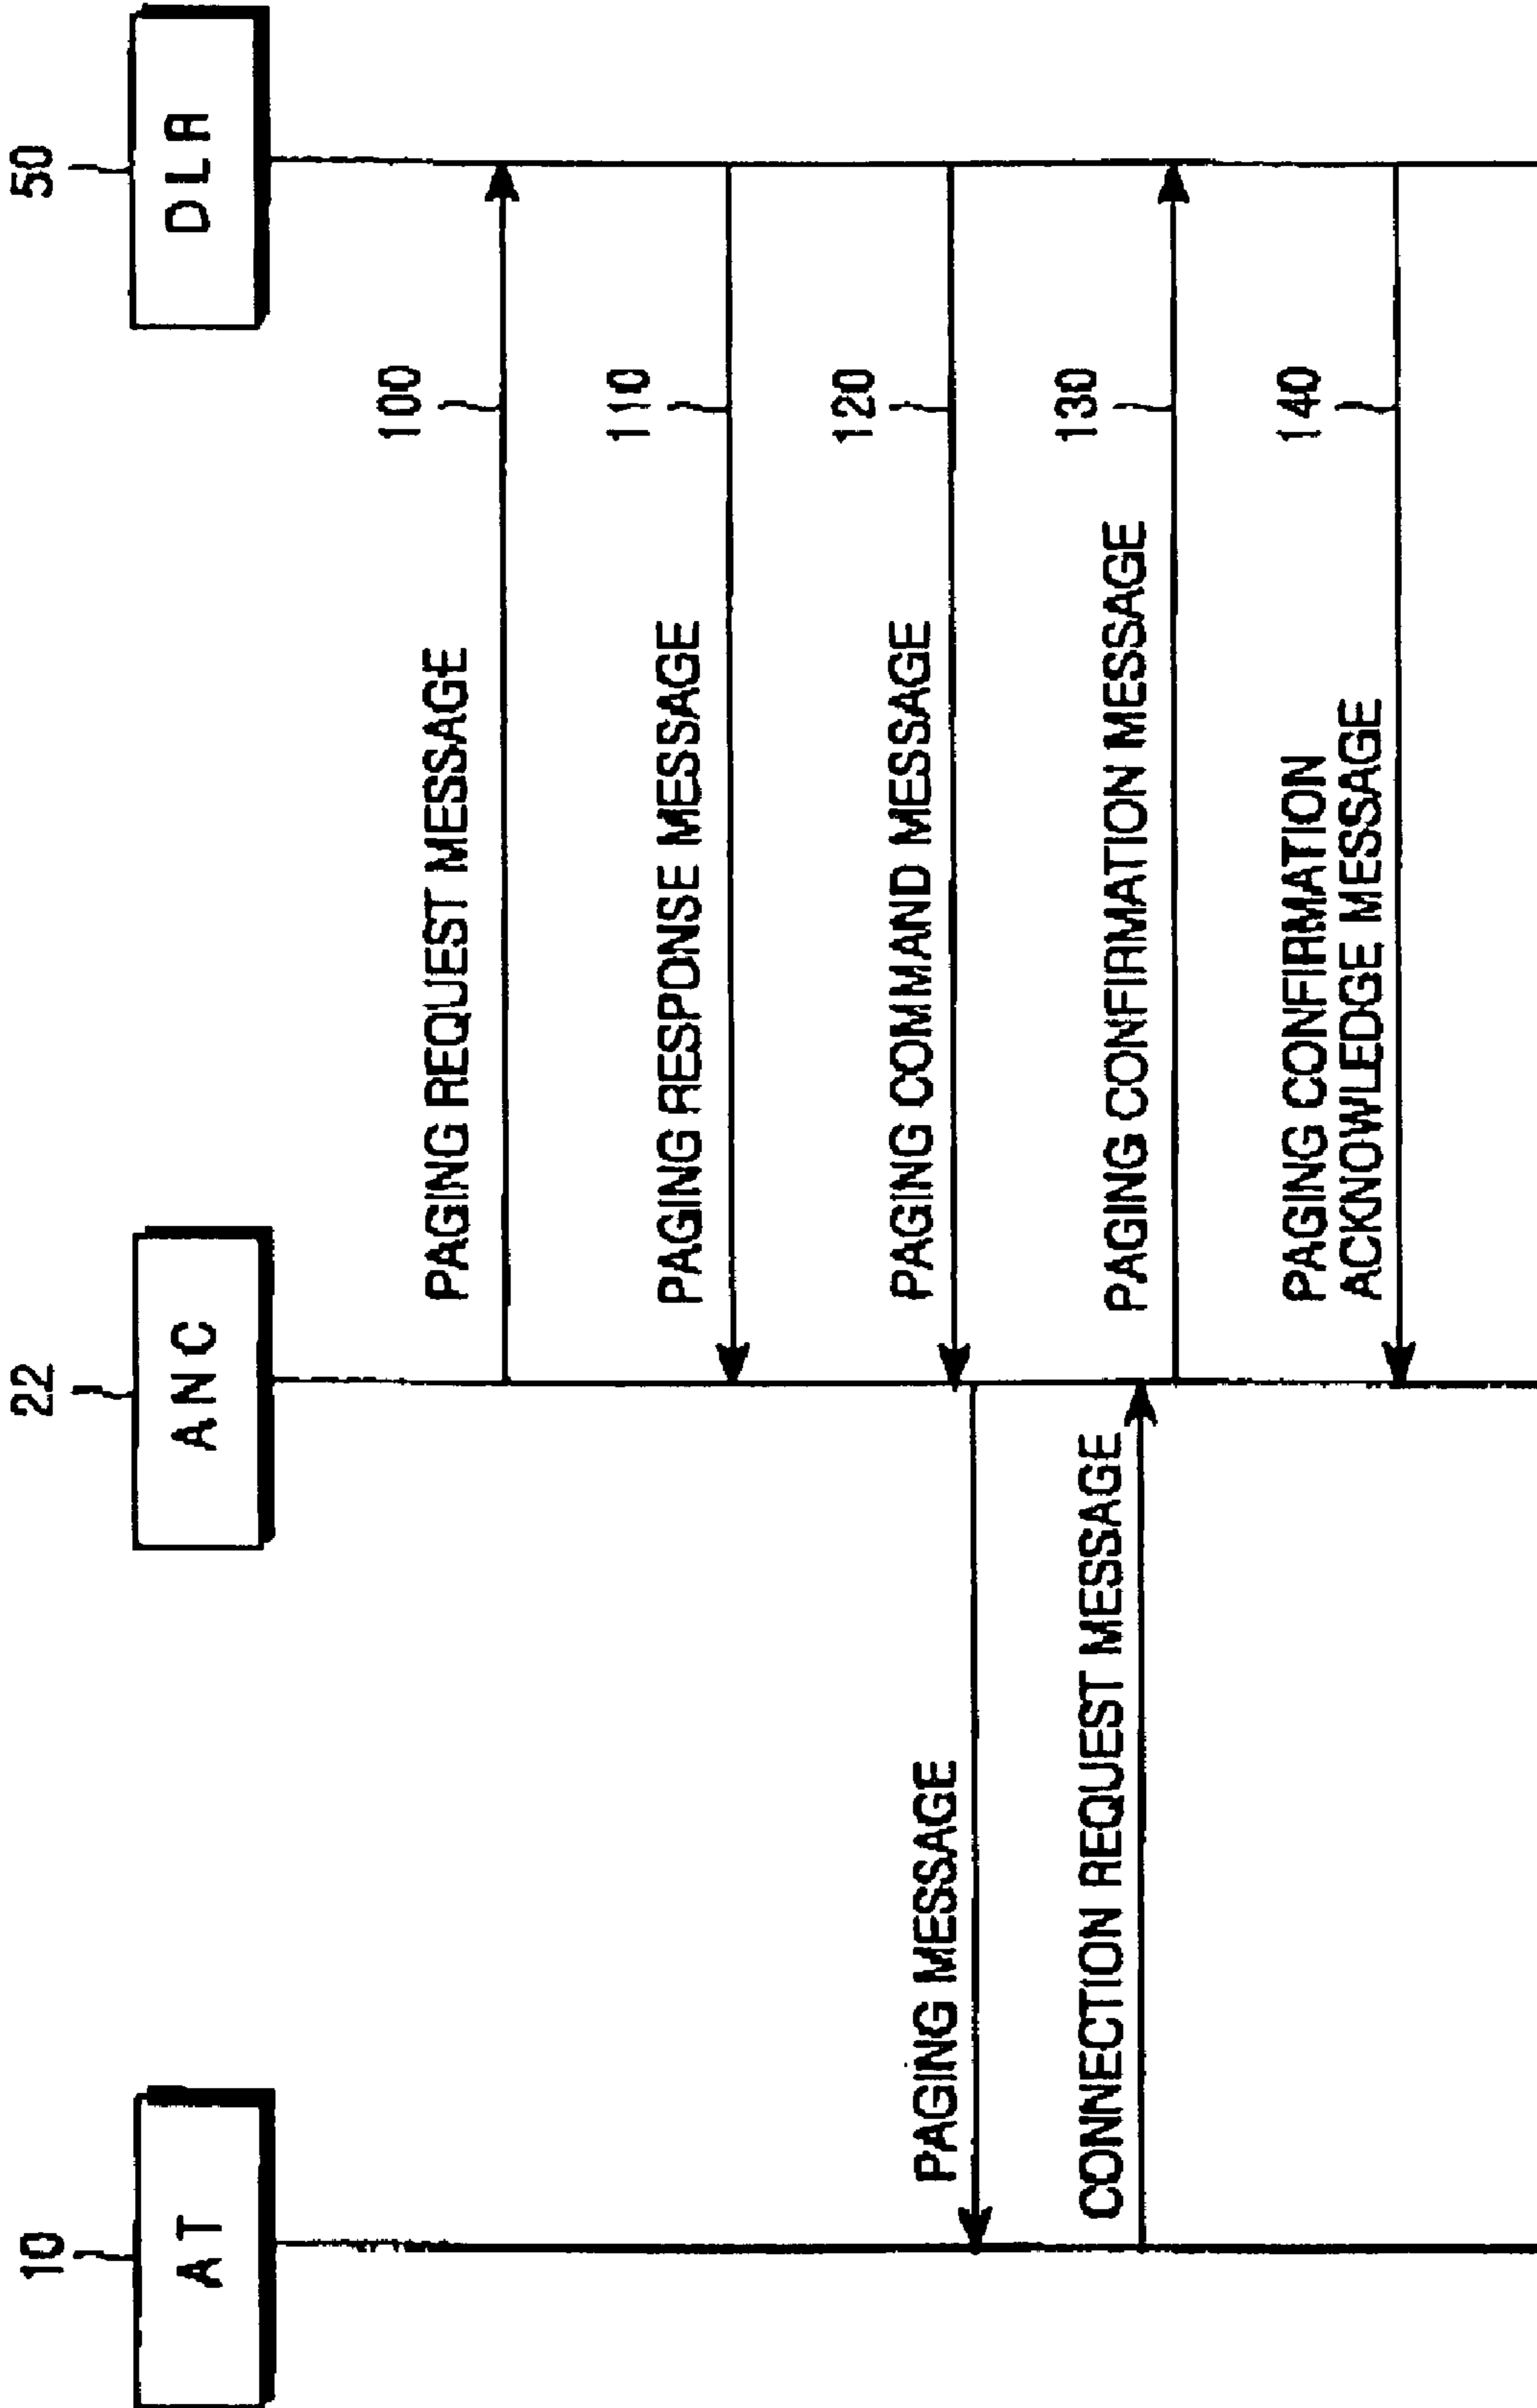 10
22
50
AT
ANC
DLR
PAGING REQUEST MESSAGE
100
PAGING RESPONSE MESSAGE
110
PAGING COMMAND MESSAGE
120
PAGING MESSAGE
CONNECTION REQUEST MESSAGE
PAGING CONFIRMATION MESSAGE
130
PAGING CONFIRMATION
ACKNOWLEDGE MESSAGE
140